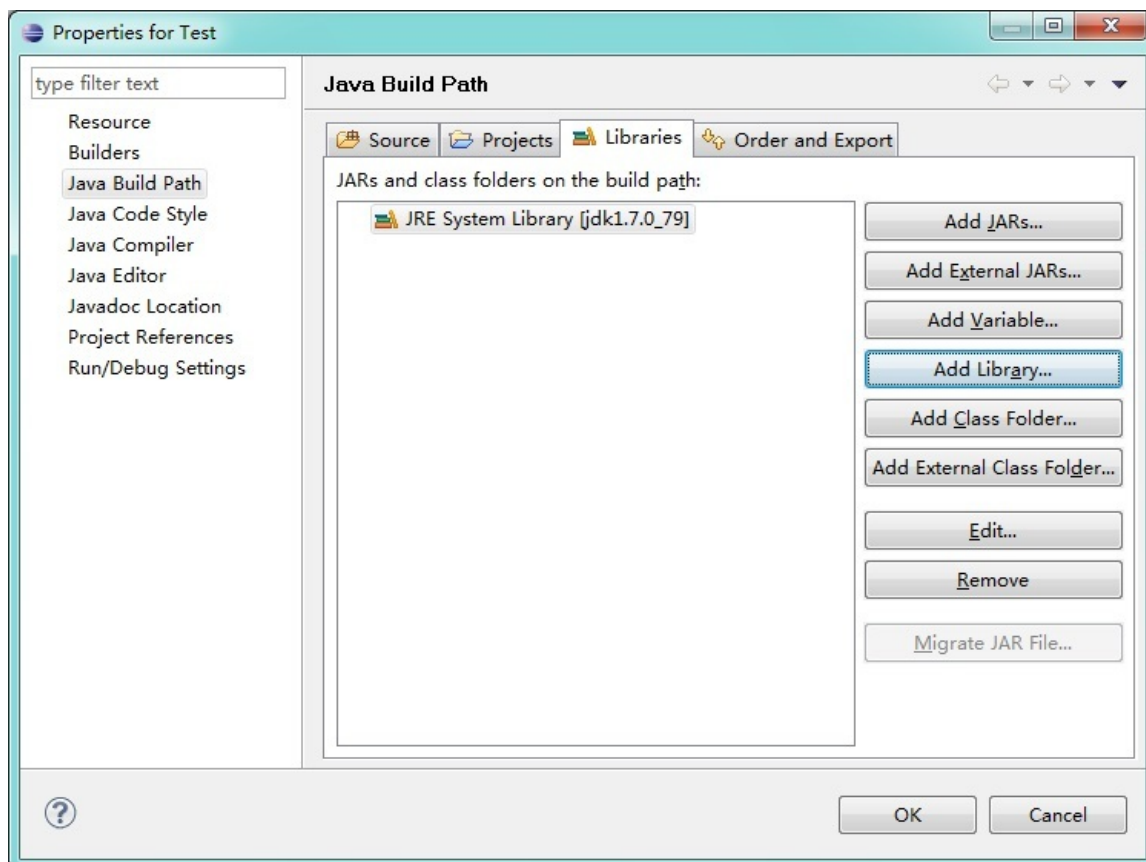 Properties for Test
type filter text
Resource
Builders
Java Build Path
Java Code Style
Java Compiler
Java Editor
Javadoc Location
Project References
Run/Debug Settings
Java Build Path
Source Projects Libraries Order and Export
JARs and class folders on the build path:
JRE System Library [jdk1.7.0_79]
Add JARs...
Add External JARs...
Add Variable...
Add Library...
Add Class Folder...
Add External Class Folder...
Edit...
Remove
Migrate JAR File...
OK Cancel